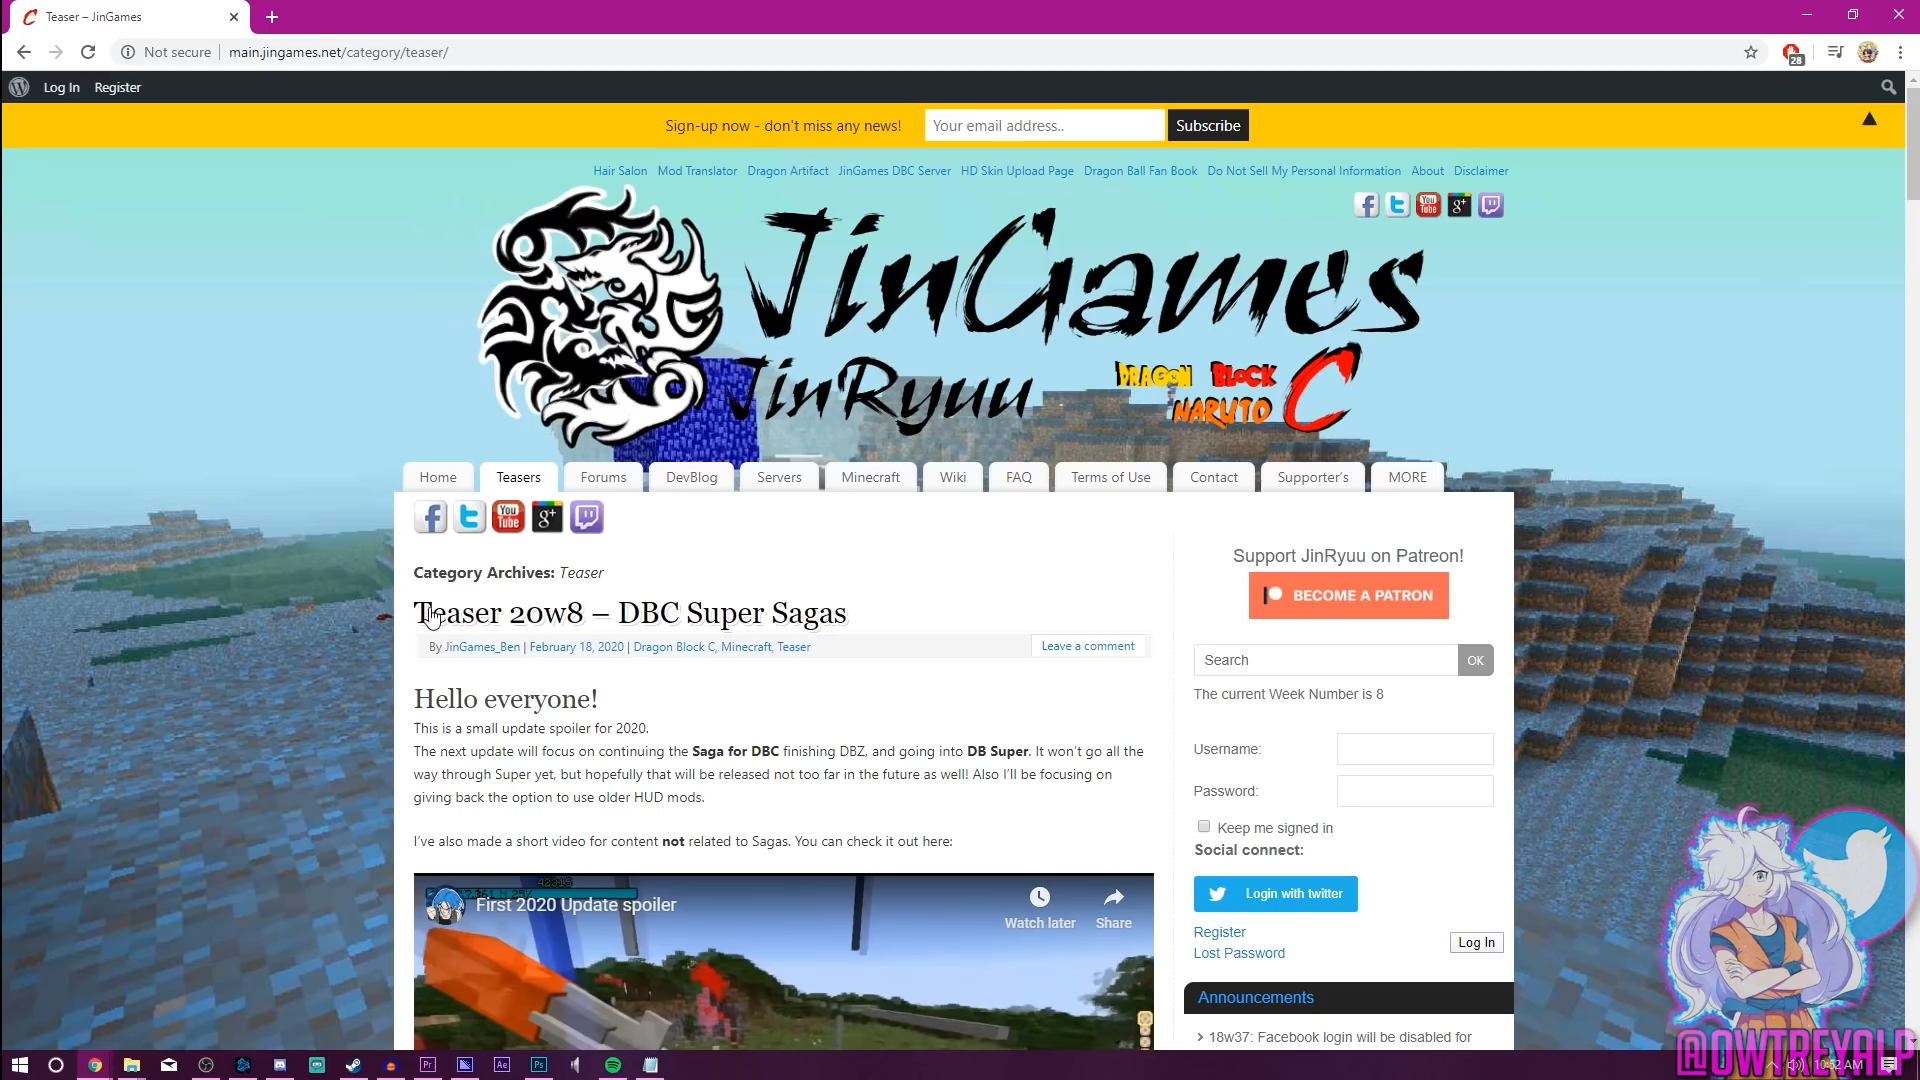 Teaser – JinGames
Not secure | main.jingames.net/category/teaser/
28
Log In Register
Sign-up now - don't miss any news! Your email address.. Subscribe
Hair Salon Mod Translator Dragon Artifact JinGames DBC Server HD Skin Upload Page Dragon Ball Fan Book Do Not Sell My Personal Information About Disclaimer
JinGames
JinRyuu
DRAGON BLOCK C
NARUTO
Home Teasers Forums DevBlog Servers Minecraft Wiki FAQ Terms of Use Contact Supporter's MORE
Category Archives: Teaser
Teaser 20w8 – DBC Super Sagas
By JinGames_Ben | February 18, 2020 | Dragon Block C, Minecraft, Teaser
Leave a comment
Hello everyone!
This is a small update spoiler for 2020.
The next update will focus on continuing the Saga for DBC finishing DBZ, and going into DB Super. It won't go all the
way through Super yet, but hopefully that will be released not too far in the future as well! Also I'll be focusing on
giving back the option to use older HUD mods.
I've also made a short video for content not related to Sagas. You can check it out here:
First 2020 Update spoiler
Watch later Share
Support JinRyuu on Patreon!
BECOME A PATRON
Search OK
The current Week Number is 8
Username:
Password:
Keep me signed in
Social connect:
Login with twitter
Register
Lost Password
Log In
Announcements
18w37: Facebook login will be disabled for
@OWTREYALP
10:52 AM